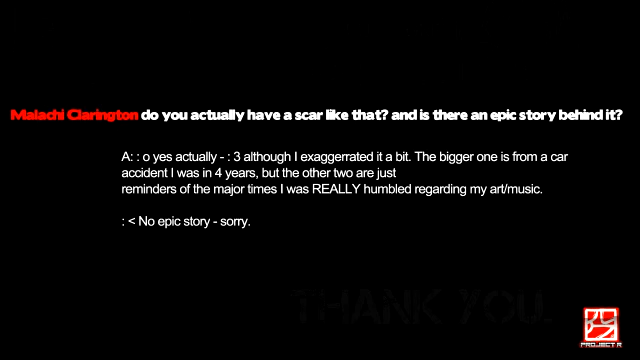 Malachi Clarington do you actually have a scar like that? and is there an epic story behind it?
A: : o yes actually - : 3 although I exaggerrated it a bit. The bigger one is from a car
accident I was in 4 years, but the other two are just
reminders of the major times I was REALLY humbled regarding my art/music.
: < No epic story - sorry.
THANK YOU.
PROJECT R